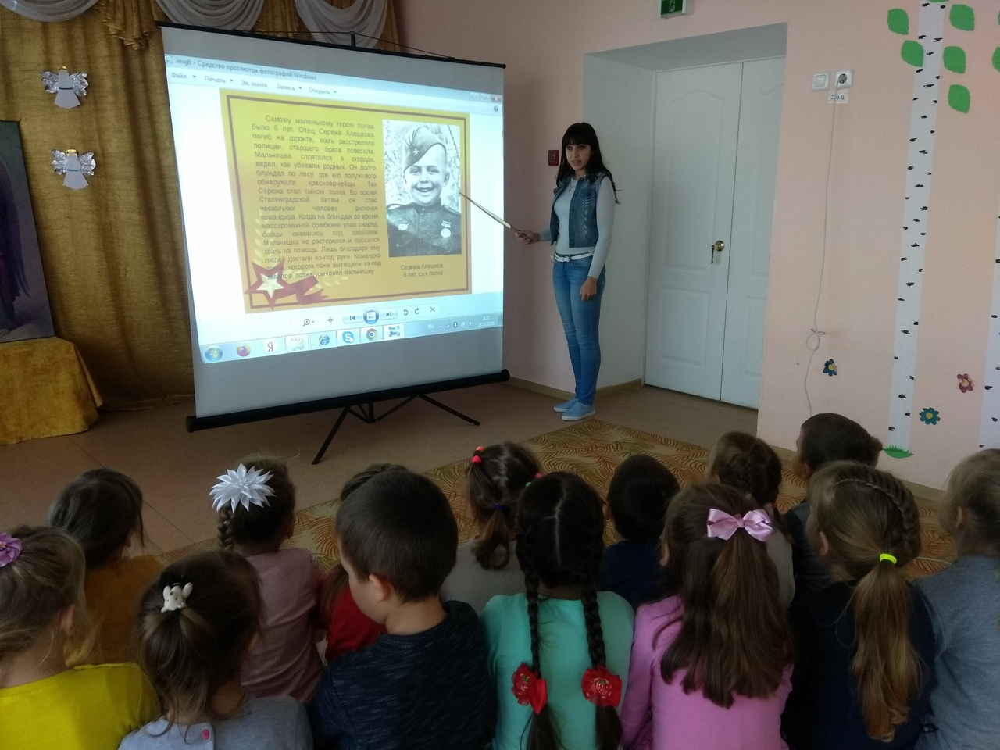 img6 - Средство просмотра фотографий Windows
Файл Печать Эл. почта Запись Открыть
Самому маленькому герою полка
было 6 лет. Отец Сережи Алешкова
погиб на фронте, мать расстреляли
полицаи, старшего брата повесили.
Мальчишка спрятался в огороде,
видел, как убивали родных. Он долго
блуждал по лесу, где его полуживого
обнаружили красноармейцы. Так
Сережа стал сыном полка. Во время
Сталинградской битвы он спас
нескольких человек, включая
командира. Когда на блиндаж во время
массированной бомбежки упал снаряд,
бойцы оказались под завалами.
Мальчишка не растерялся и бросился
звать на помощь. Лишь благодаря ему
людей достали из-под руин. Командир
которого тоже вытащили из-под
позже усыновил мальчишку
Сережа Алешков,
6 лет, сын полка
RU